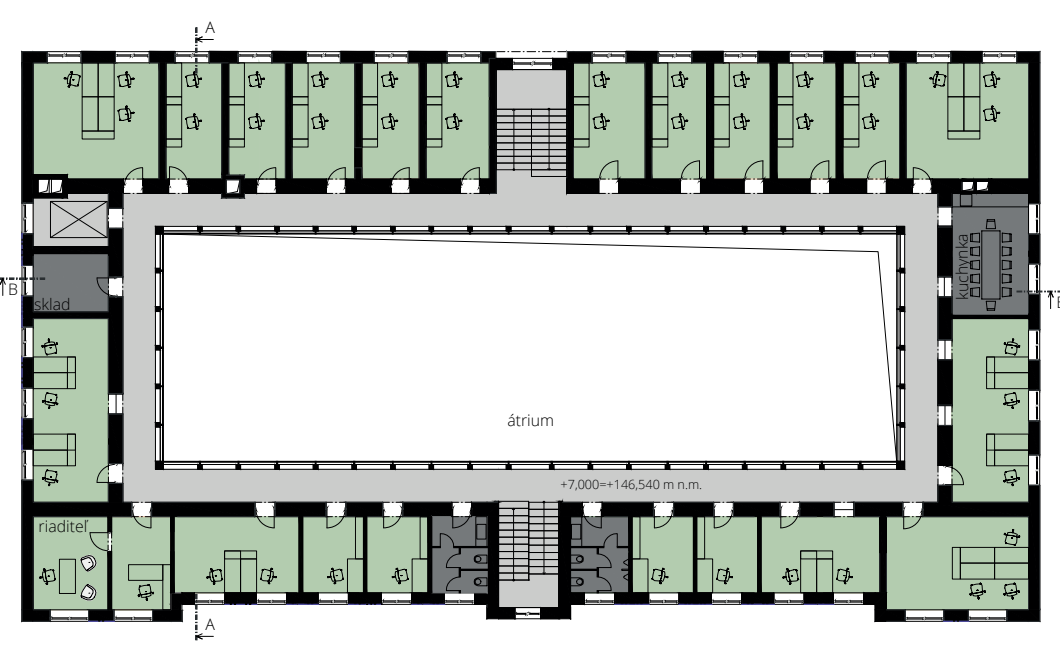 A
kuchynka
B
sklad
B
átrium
+7,000=+146,540 m n.m.
riaditeľ
A